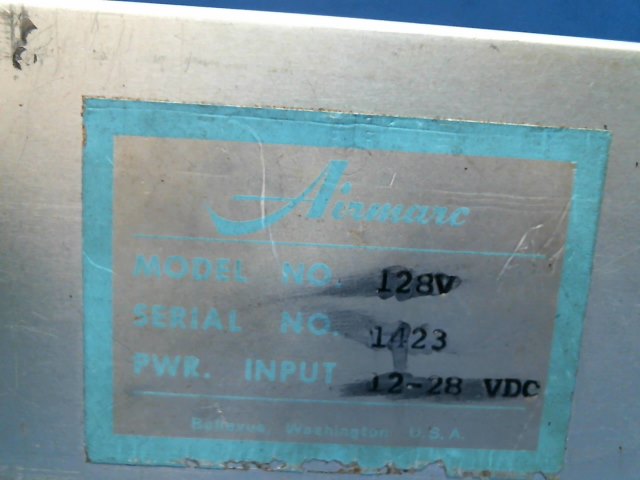 Airmarc
MODEL NO. 128V
SERIAL NO. 1423
PWR. INPUT 12-28 VDC
Bellevue, Washington U.S.A.